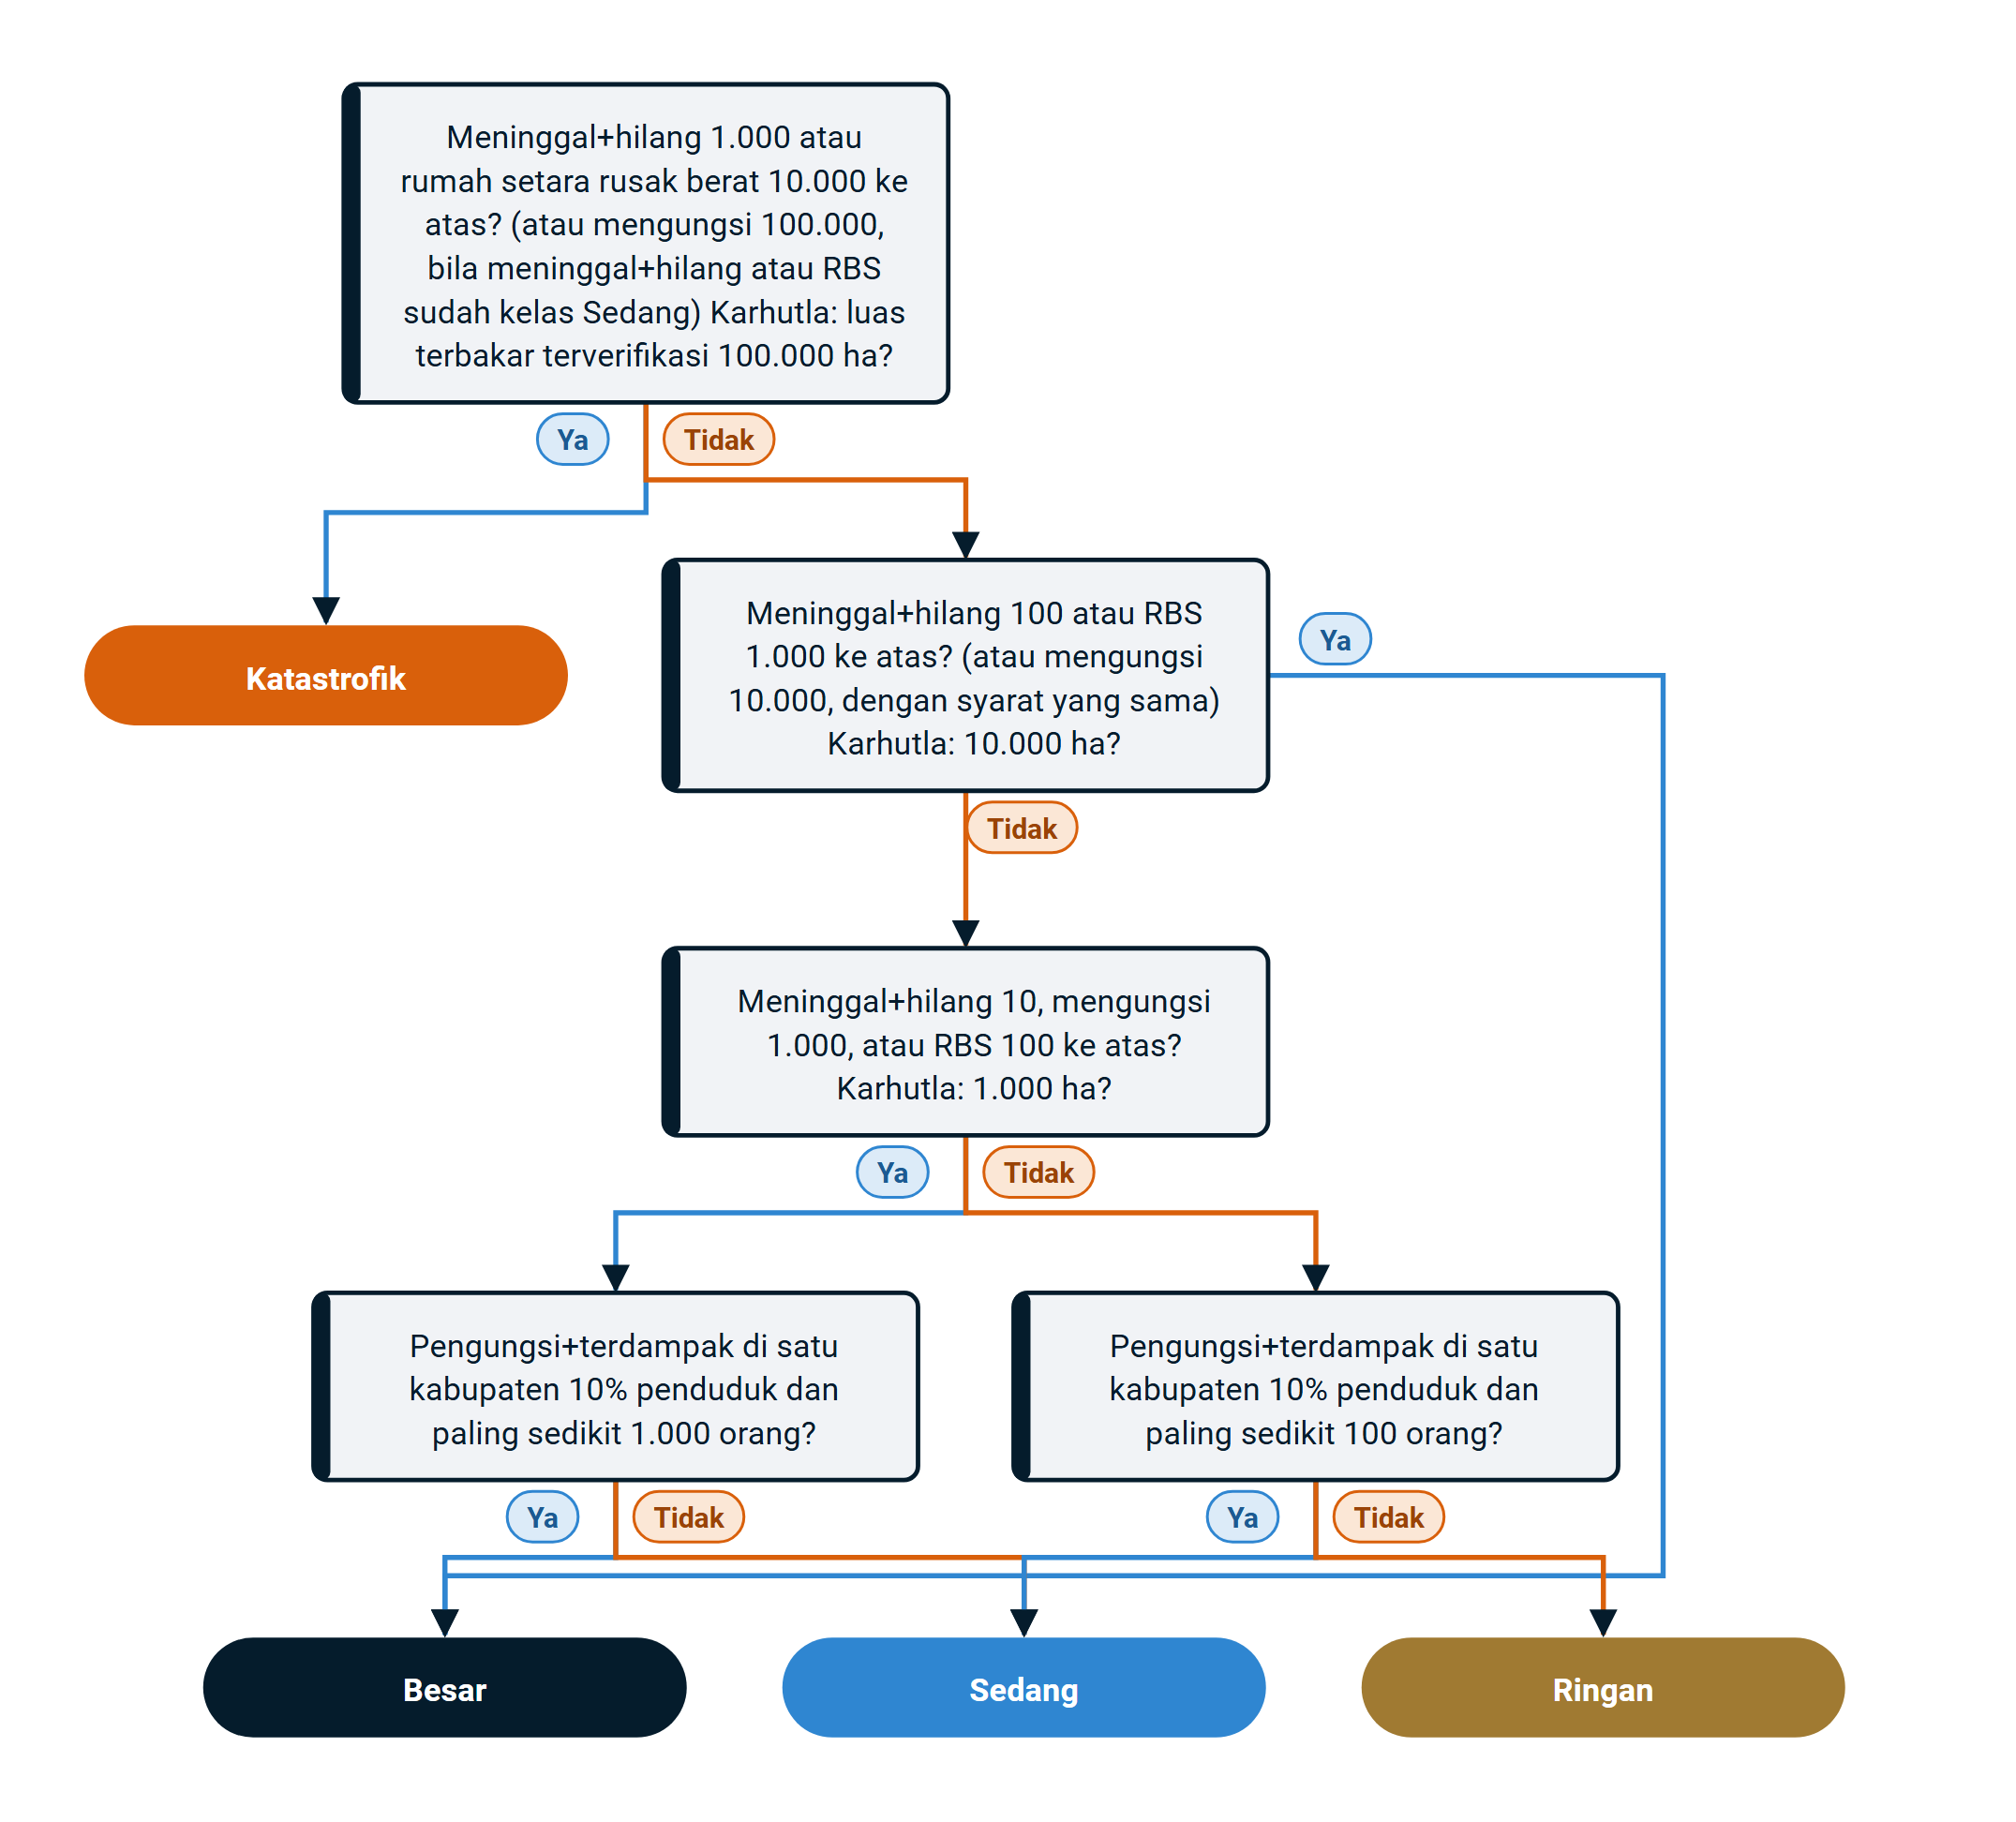 Meninggal+hilang 1.000 atau
rumah setara rusak berat 10.000 ke
atas? (atau mengungsi 100.000,
bila meninggal+hilang atau RBS
sudah kelas Sedang) Karhutla: luas
terbakar terverifikasi 100.000 ha?
Ya
Tidak
Katastrofik
Meninggal+hilang 100 atau RBS
1.000 ke atas? (atau mengungsi
10.000, dengan syarat yang sama)
Karhutla: 10.000 ha?
Ya
Tidak
Meninggal+hilang 10, mengungsi
1.000, atau RBS 100 ke atas?
Karhutla: 1.000 ha?
Ya
Tidak
Pengungsi+terdampak di satu
kabupaten 10% penduduk dan
paling sedikit 1.000 orang?
Ya
Tidak
Pengungsi+terdampak di satu
kabupaten 10% penduduk dan
paling sedikit 100 orang?
Ya
Tidak
Besar
Sedang
Ringan